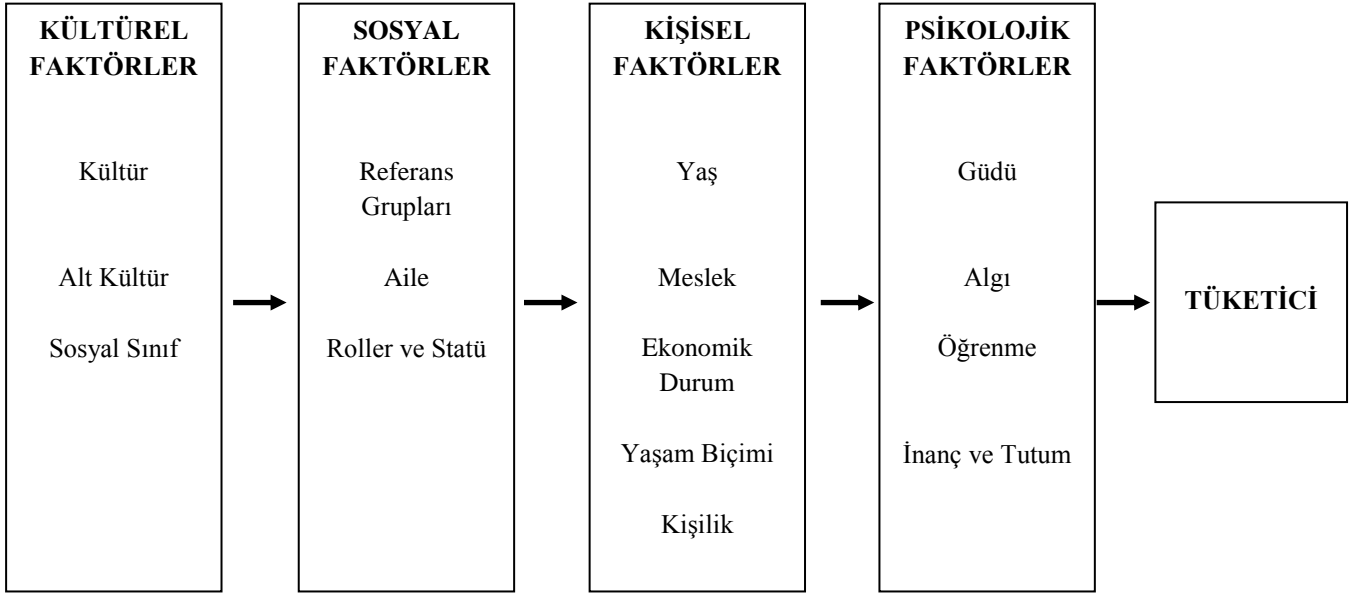 KÜLTÜREL
FAKTÖRLER
Kültür
Alt Kültür
Sosyal Sınıf
SOSYAL
FAKTÖRLER
Referans
Grupları
Aile
Roller ve Statü
KİŞİSEL
FAKTÖRLER
Yaş
Meslek
Ekonomik
Durum
Yaşam Biçimi
Kişilik
PSİKOLOJİK
FAKTÖRLER
Güdü
Algı
Öğrenme
İnanç ve Tutum
TÜKETİCİ